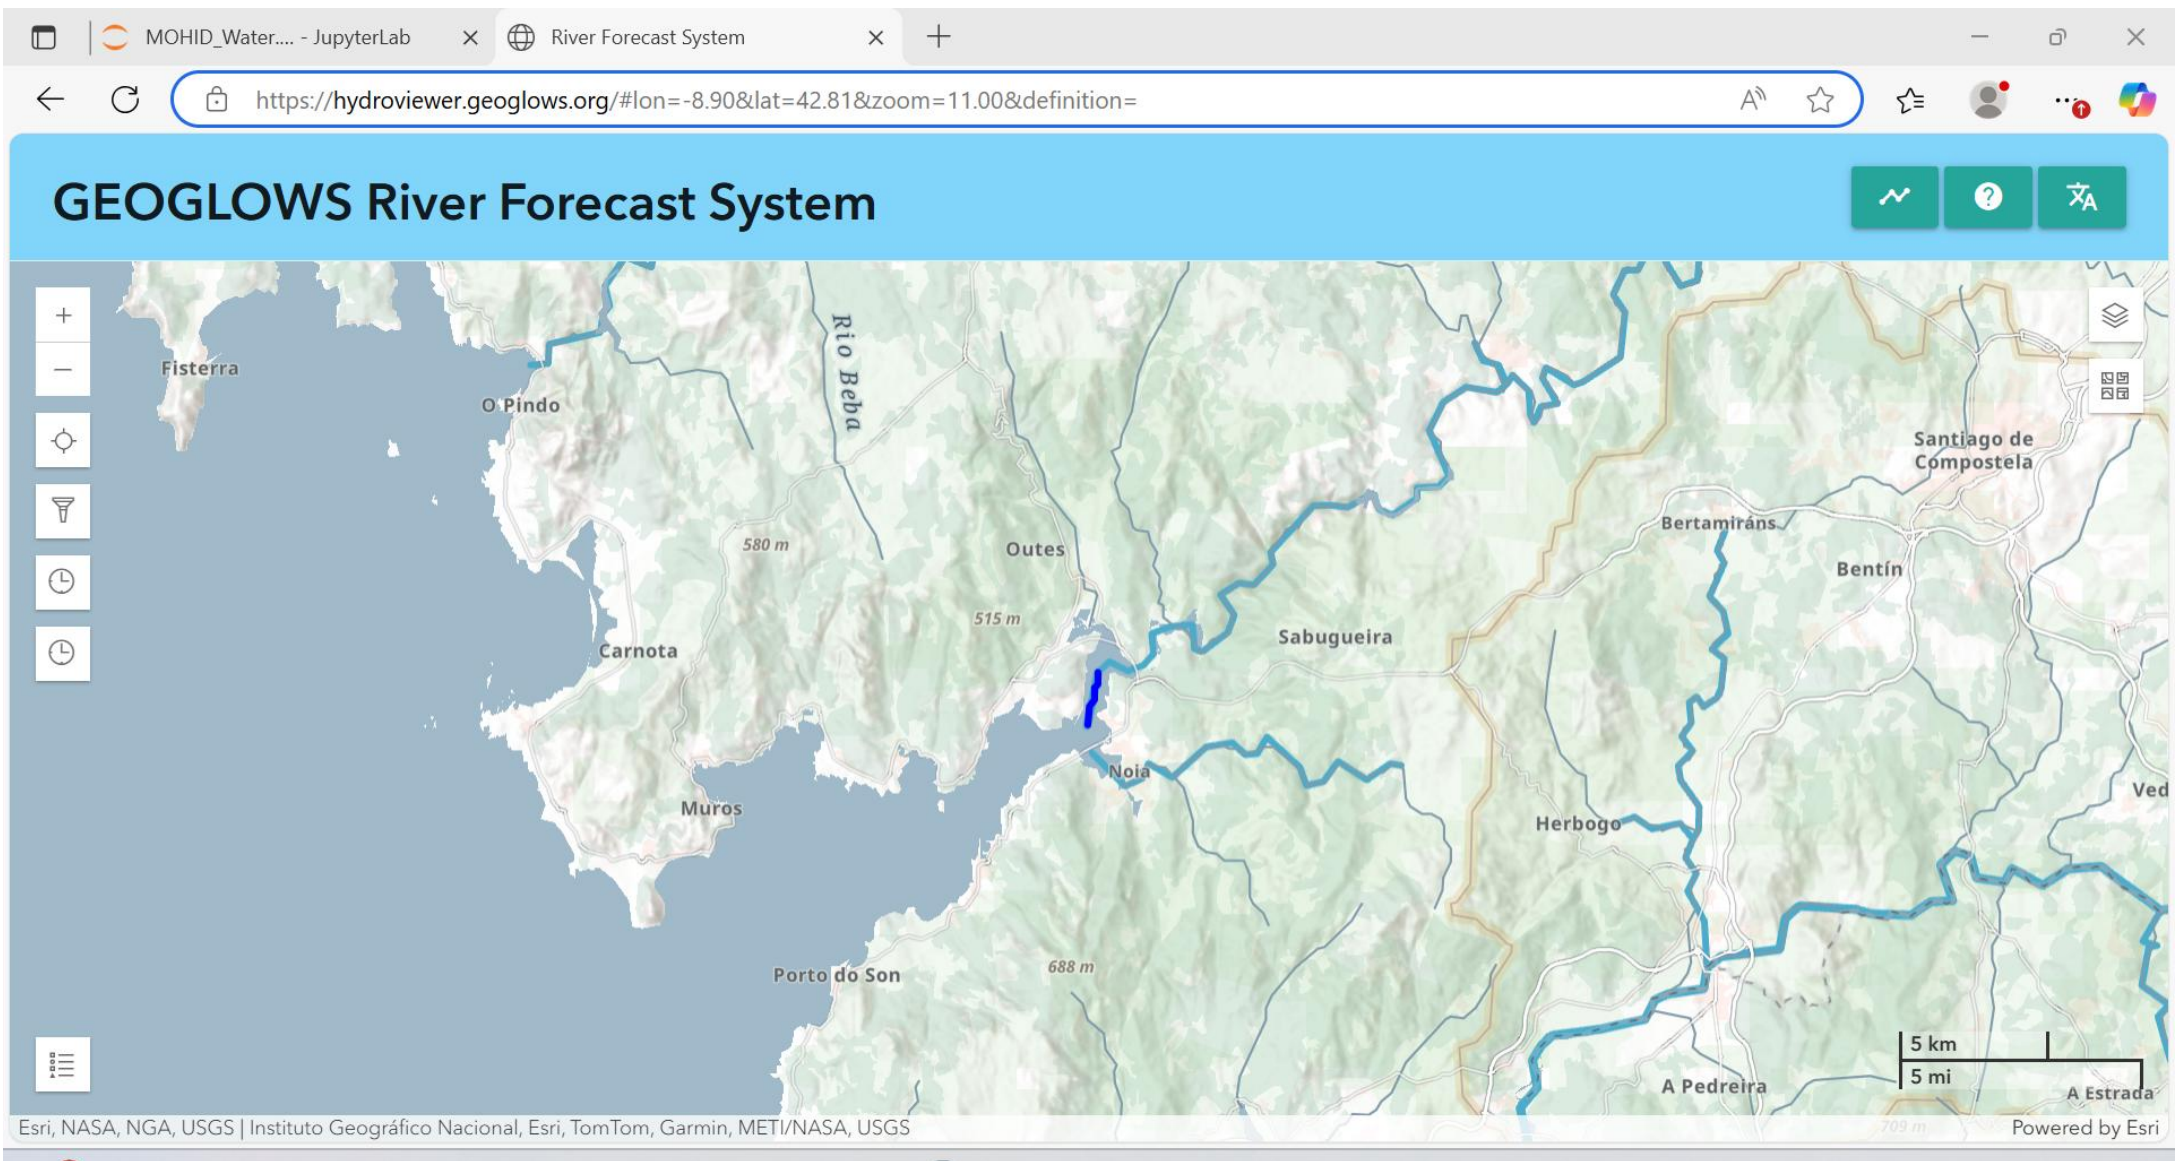 MOHID_Water.... - JupyterLab
River Forecast System
https://hydroviewer.geoglows.org/#lon=-8.90&lat=42.81&zoom=11.00&definition=
GEOGLOWS River Forecast System
Rio Beba
Fisterra
O Pindo
Santiago de
Compostela
Bertamiráns
580 m
Outes
Bentín
515 m
Sabugueira
Carnota
Noia
Ved
Muros
Herbogo
688 m
Porto do Son
5 km
5 mi
A Pedreira
A Estrada
709 m
Esri, NASA, NGA, USGS | Instituto Geográfico Nacional, Esri, TomTom, Garmin, METI/NASA, USGS
Powered by Esri